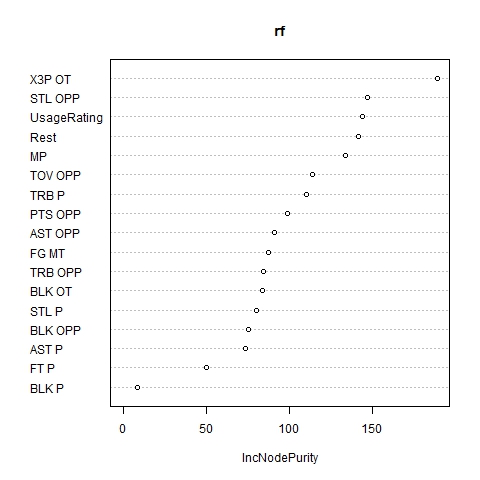 rf
X3P OT
STL OPP
UsageRating
Rest
MP
TOV OPP
TRB P
PTS OPP
AST OPP
FG MT
TRB OPP
BLK OT
STL P
BLK OPP
AST P
FT P
BLK P
0 50 100 150
IncNodePurity